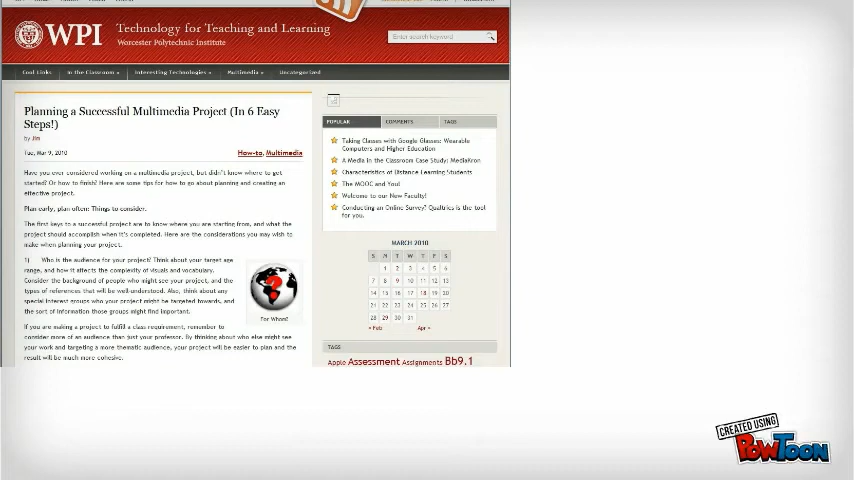 WPI
Technology for Teaching and Learning
Worcester Polytechnic Institute
Enter search keyword
Cool Links
In the Classroom »
Interesting Technologies »
Multimedia »
Uncategorized
Planning a Successful Multimedia Project (In 6 Easy
Steps!)
by Jim
Tue, Mar 9, 2010
How-to, Multimedia
Have you ever considered working on a multimedia project, but didn't know where to get
started? Or how to finish? Here are some tips for how to go about planning and creating an
effective project.
Plan early, plan often: Things to consider.
The first keys to a successful project are to know where you are starting from, and what the
project should accomplish when it's completed. Here are the considerations you may wish to
make when planning your project.
1) Who is the audience for your project? Think about your target age
range, and how it affects the complexity of visuals and vocabulary.
Consider the background of people who might see your project, and the
types of references that will be well-understood. Also, think about any
special interest groups who your project might be targeted towards, and
the sort of information those groups might find important.
For Whom?
If you are making a project to fulfill a class requirement, remember to
consider more of an audience than just your professor. By thinking about who else might see
your work and targeting a more thematic audience, your project will be easier to plan and the
result will be much more cohesive.
POPULAR
COMMENTS
TAGS
Taking Classes with Google Glasses: Wearable
Computers and Higher Education
A Media in the Classroom Case Study: MediaKron
Characteristics of Distance Learning Students
The MOOC and You!
Welcome to our New Faculty!
Conducting an Online Survey? Qualtrics is the tool
for you.
MARCH 2010
S M T W T F S
1 2 3 4 5 6
7 8 9 10 11 12 13
14 15 16 17 18 19 20
21 22 23 24 25 26 27
28 29 30 31
« Feb
Apr »
TAGS
Apple Assessment Assignments Bb9.1
CREATED USING
POWTOON